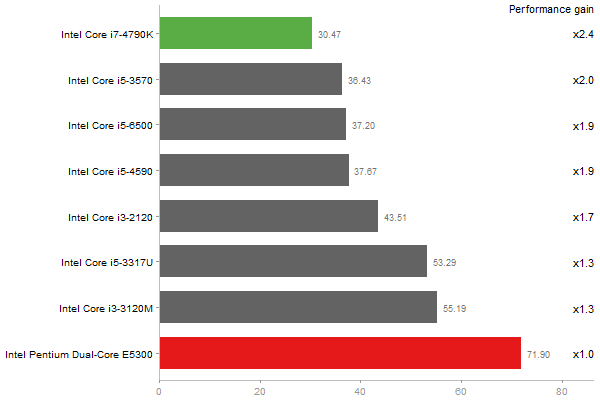 Performance gain
Intel Core i7-4790K 30.47 x2.4
Intel Core i5-3570 36.43 x2.0
Intel Core i5-6500 37.20 x1.9
Intel Core i5-4590 37.67 x1.9
Intel Core i3-2120 43.51 x1.7
Intel Core i5-3317U 53.29 x1.3
Intel Core i3-3120M 55.19 x1.3
Intel Pentium Dual-Core E5300 71.90 x1.0
0 20 40 60 80